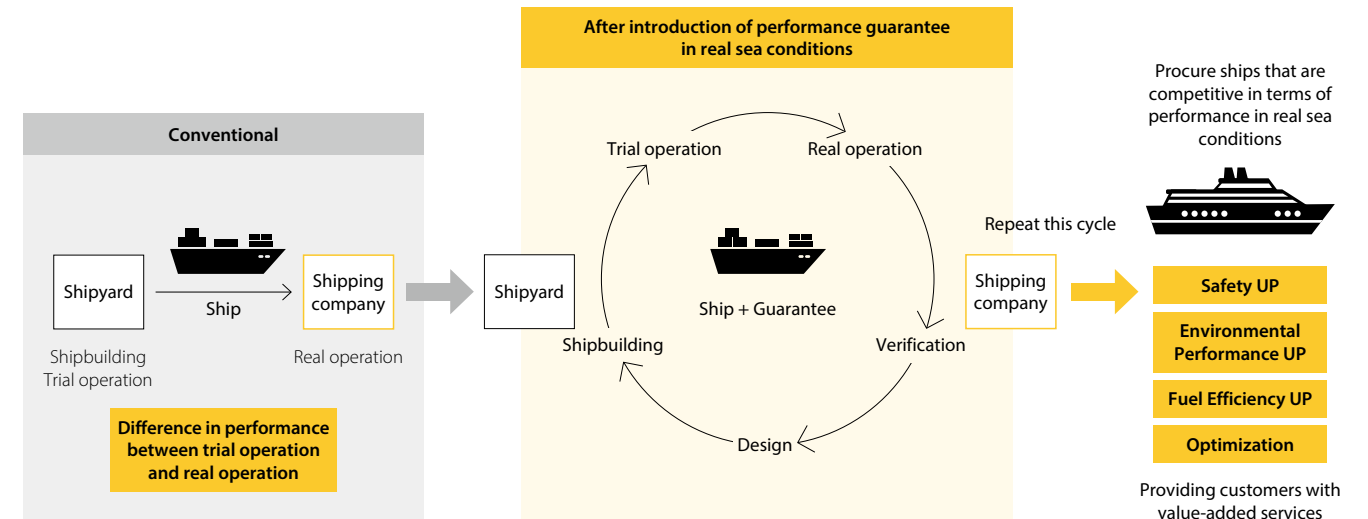 Conventional
Shipyard
Ship
Shipping
company
Shipbuilding
Trial operation
Real operation
Difference in performance
between trial operation
and real operation
After introduction of performance guarantee
in real sea conditions
Shipyard
Trial operation
Real operation
Ship + Guarantee
Shipbuilding
Verification
Design
Repeat this cycle
Shipping
company
Procure ships that are
competitive in terms of
performance in real sea
conditions
Safety UP
Environmental
Performance UP
Fuel Efficiency UP
Optimization
Providing customers with
value-added services